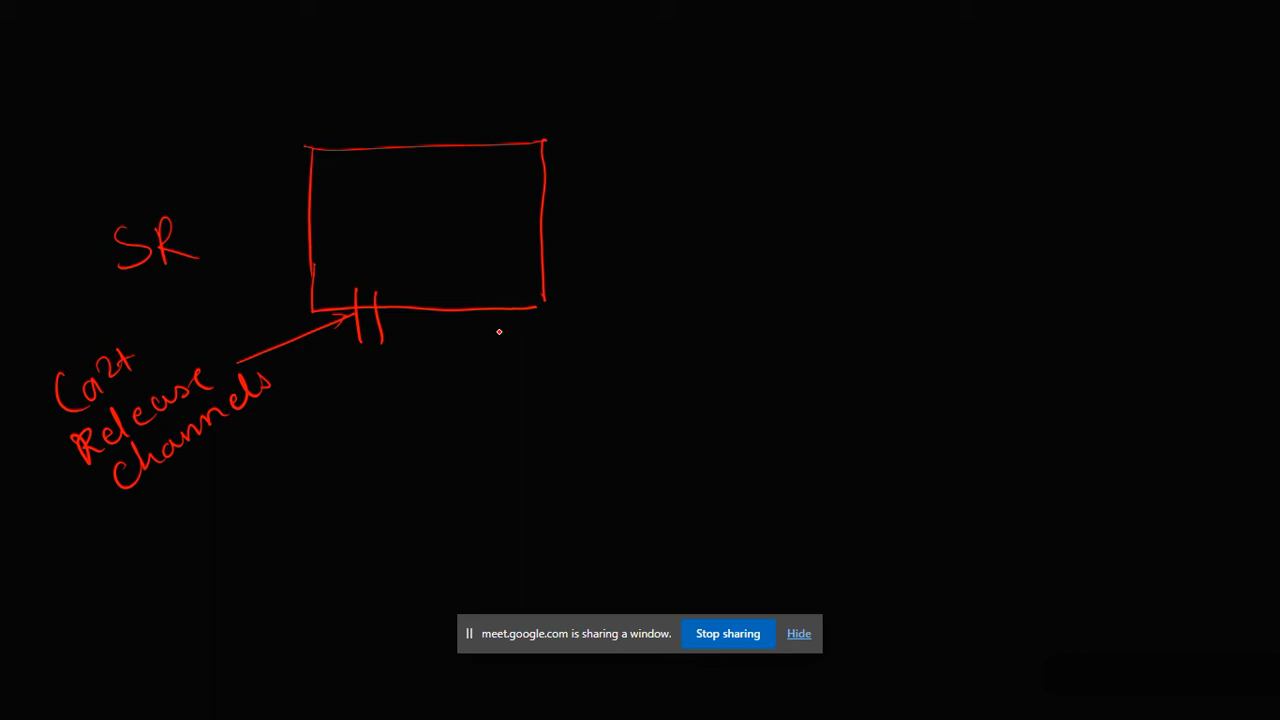 SR
Ca2+
Release
Channels
meet.google.com is sharing a window.
Stop sharing
Hide